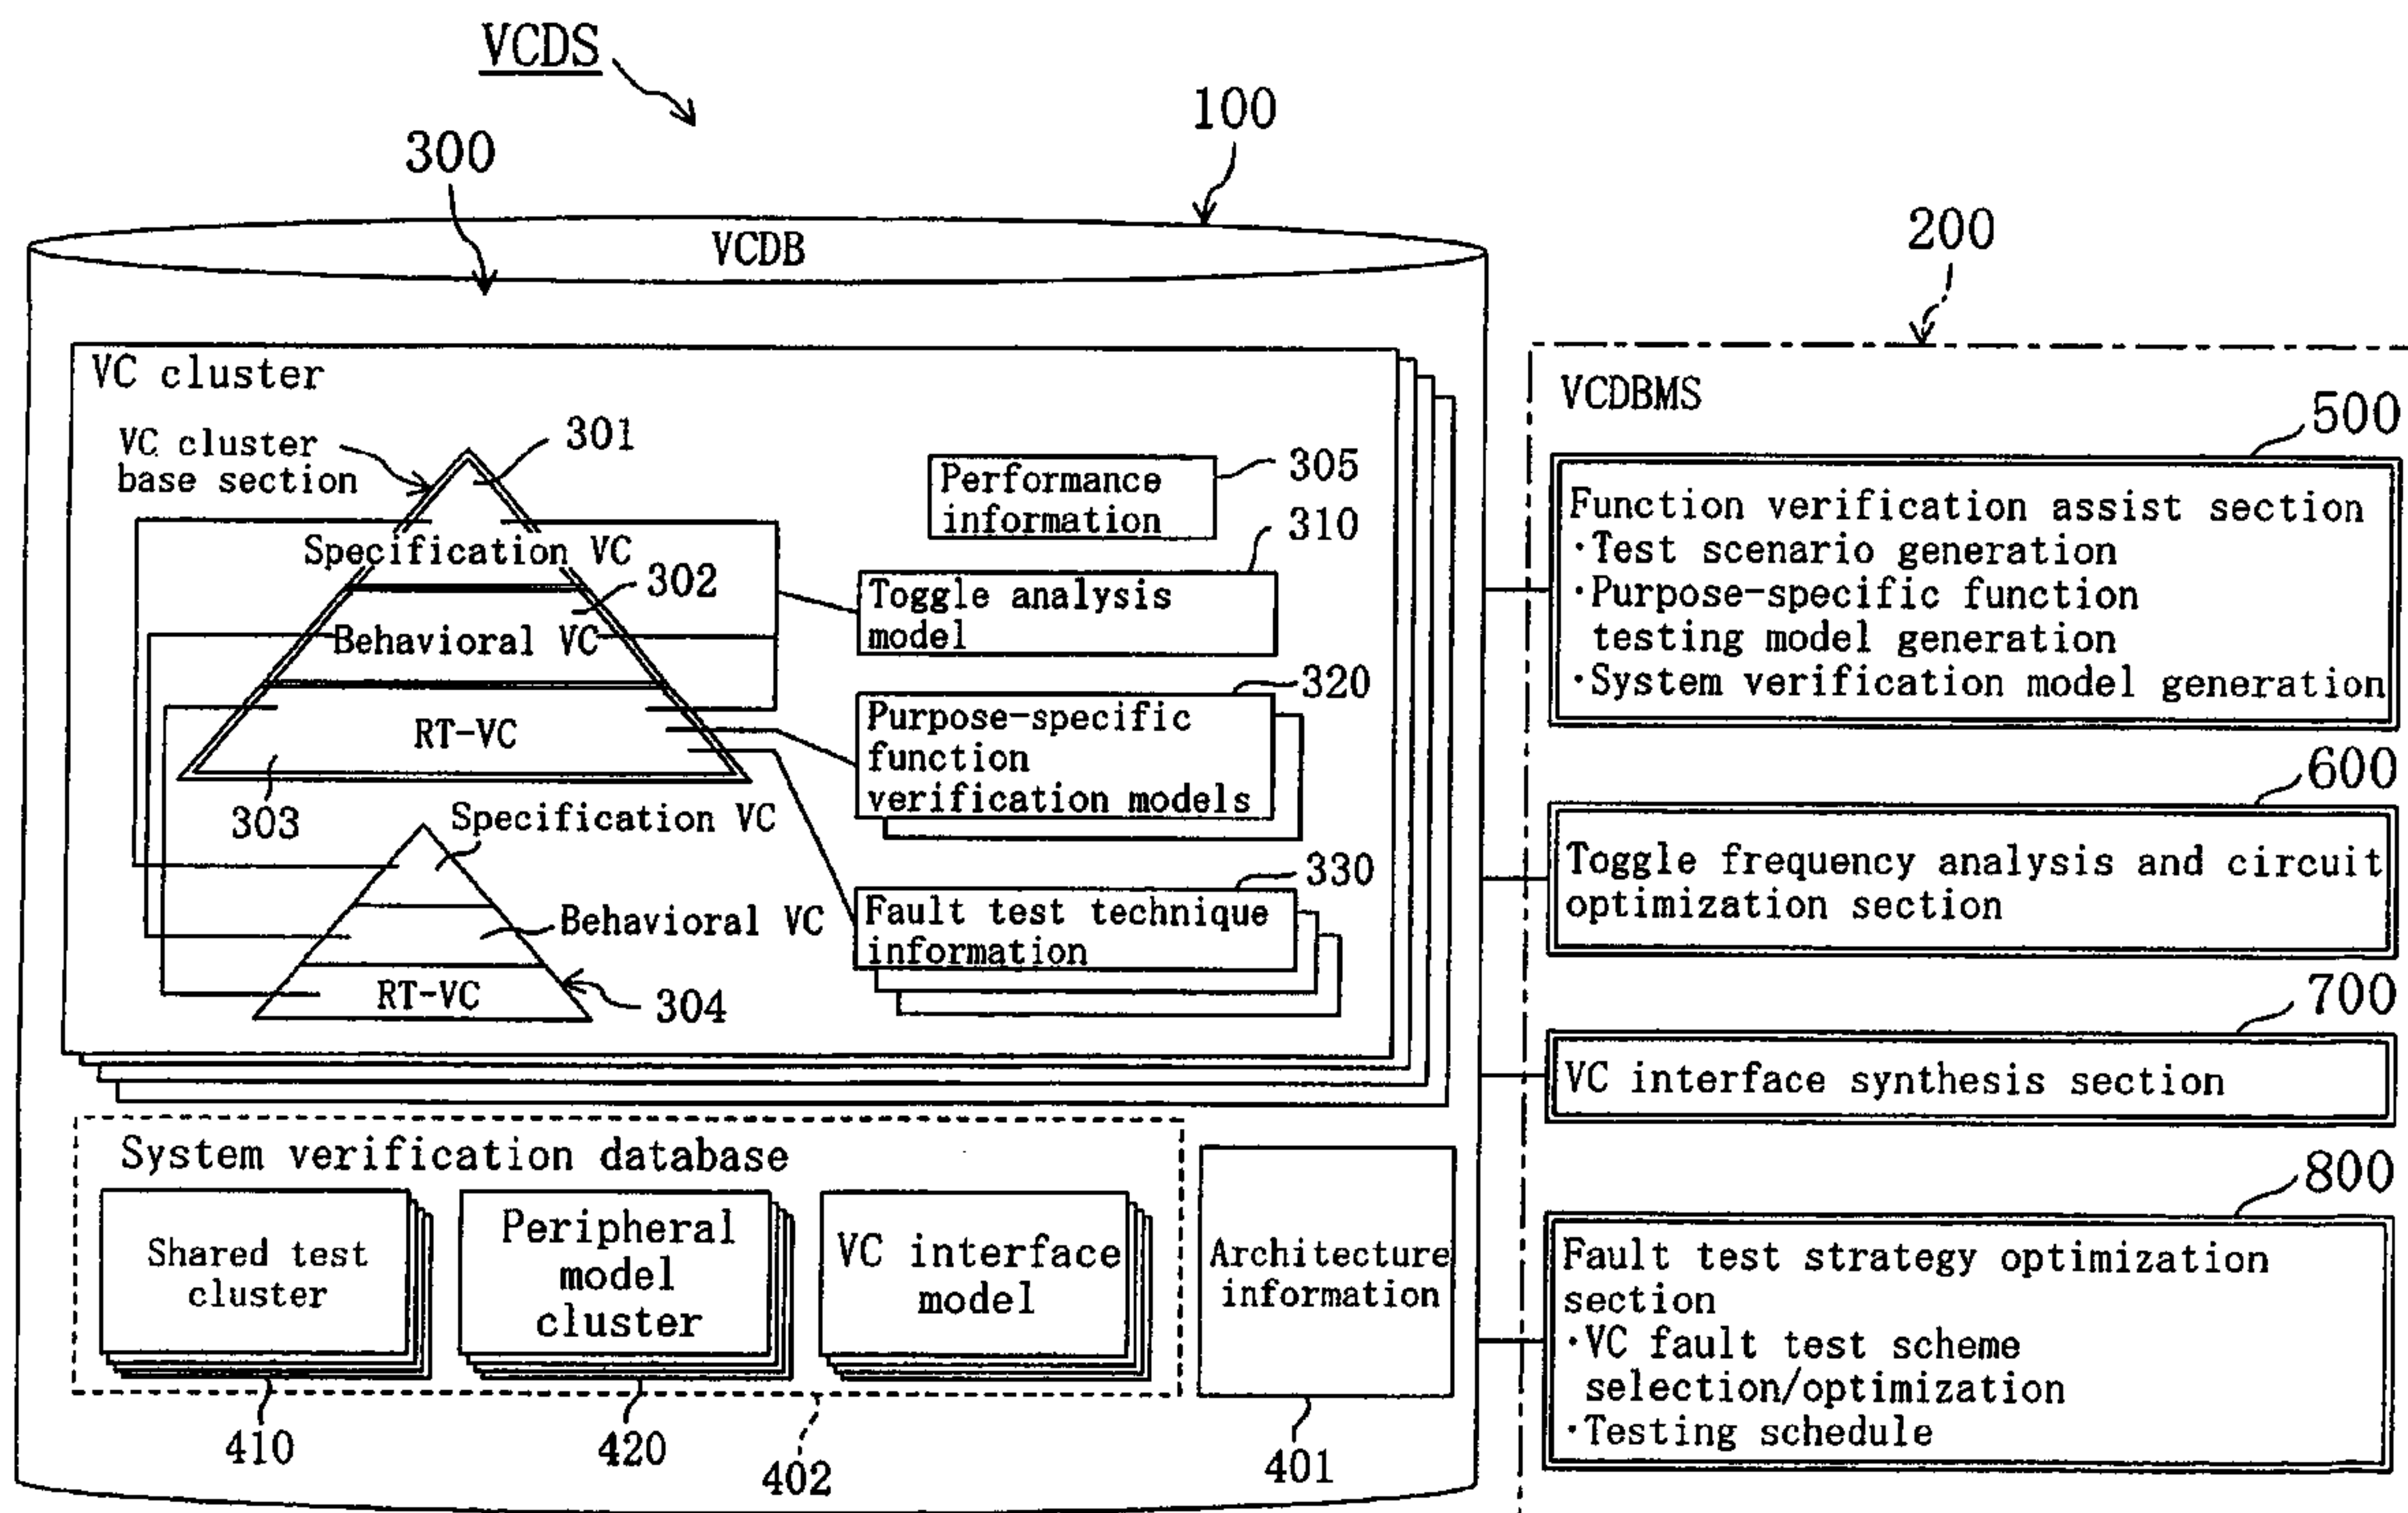 VCDS
100
300
VCDB
200
VC cluster
VC cluster
base section
301
Specification VC
302
Behavioral VC
RT-VC
303
Specification VC
Behavioral VC
RT-VC
304
Performance
information
305
310
Toggle analysis
model
320
Purpose-specific
function
verification models
330
Fault test technique
information
System verification database
Shared test
cluster
Peripheral
model
cluster
VC interface
model
Architecture
information
410
420
402
401
VCDBMS
500
Function verification assist section
·Test scenario generation
·Purpose-specific function
testing model generation
·System verification model generation
600
Toggle frequency analysis and circuit
optimization section
700
VC interface synthesis section
800
Fault test strategy optimization
section
·VC fault test scheme
selection/optimization
·Testing schedule